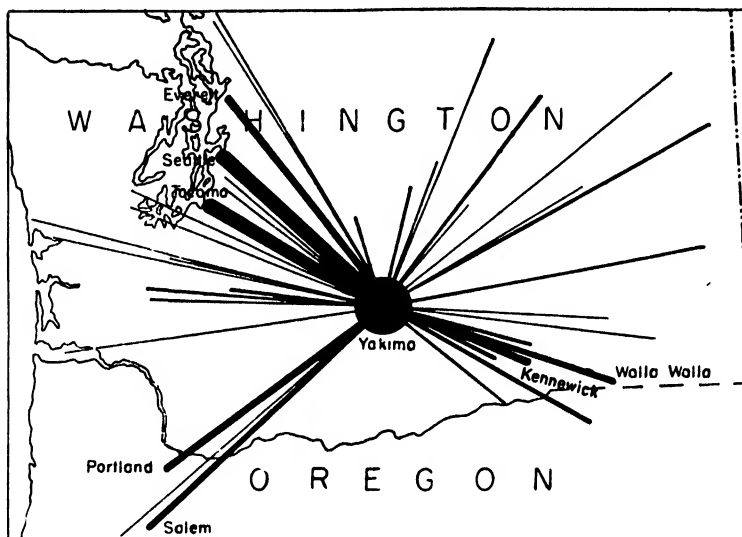 Everett
WASHINGTON
Seattle
Tacoma
Yakima
Walla Walla
Kennewick
Portland
OREGON
Salem